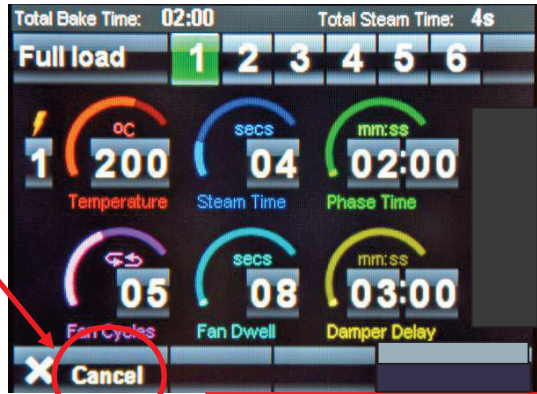 Total Bake Time: 02:00 Total Steam Time: 4s
Full load 1 2 3 4 5 6
°C secs mm:ss
1 200 04 02:00
Temperature Steam Time Phase Time
secs mm:ss
05 08 03:00
Fan Cycles Fan Dwell Damper Delay
Cancel